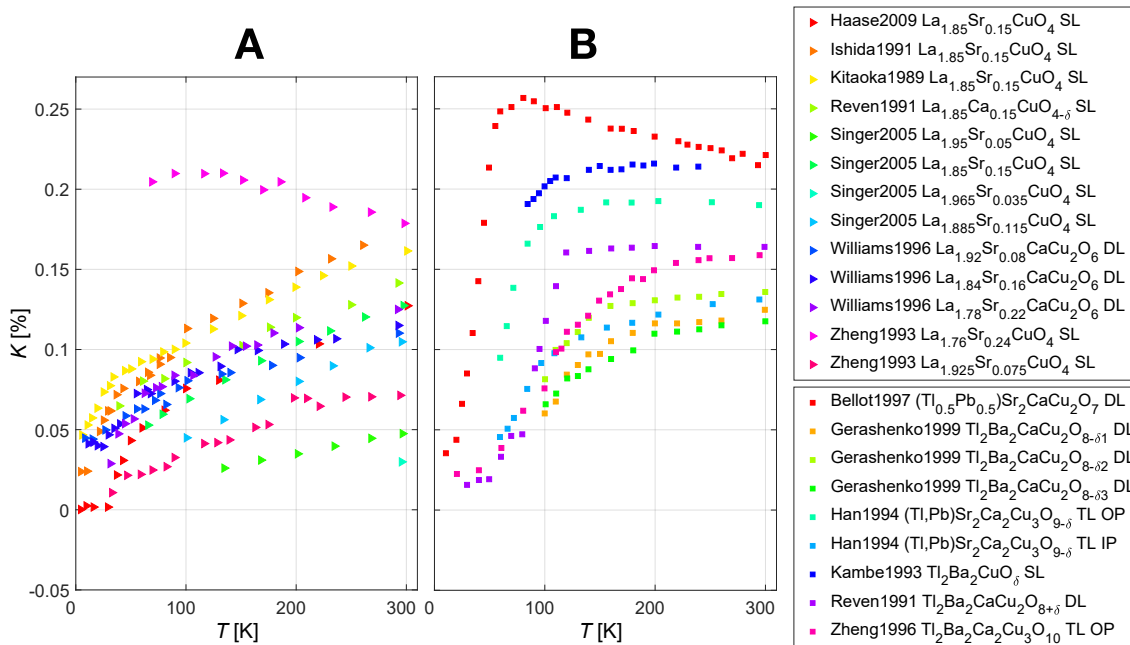 A
B
0.25
0.2
0.15
0.1
0.05
0
-0.05
K [%]
0 100 200 300
T [K]
0 100 200 300
T [K]
Haase2009 La1.85Sr0.15CuO4 SL
Ishida1991 La1.85Sr0.15CuO4 SL
Kitaoka1989 La1.85Sr0.15CuO4 SL
Reven1991 La1.85Ca0.15CuO4-δ SL
Singer2005 La1.95Sr0.05CuO4 SL
Singer2005 La1.85Sr0.15CuO4 SL
Singer2005 La1.965Sr0.035CuO4 SL
Singer2005 La1.885Sr0.115CuO4 SL
Williams1996 La1.92Sr0.08CaCu2O6 DL
Williams1996 La1.84Sr0.16CaCu2O6 DL
Williams1996 La1.78Sr0.22CaCu2O6 DL
Zheng1993 La1.76Sr0.24CuO4 SL
Zheng1993 La1.925Sr0.075CuO4 SL
Bellot1997 (Tl0.5Pb0.5)Sr2CaCu2O7 DL
Gerashenko1999 Tl2Ba2CaCu2O8-δ1 DL
Gerashenko1999 Tl2Ba2CaCu2O8-δ2 DL
Gerashenko1999 Tl2Ba2CaCu2O8-δ3 DL
Han1994 (Tl,Pb)Sr2Ca2Cu3O9-δ TL OP
Han1994 (Tl,Pb)Sr2Ca2Cu3O9-δ TL IP
Kambe1993 Tl2Ba2CuOδ SL
Reven1991 Tl2Ba2CaCu2O8+δ DL
Zheng1996 Tl2Ba2Ca2Cu3O10 TL OP